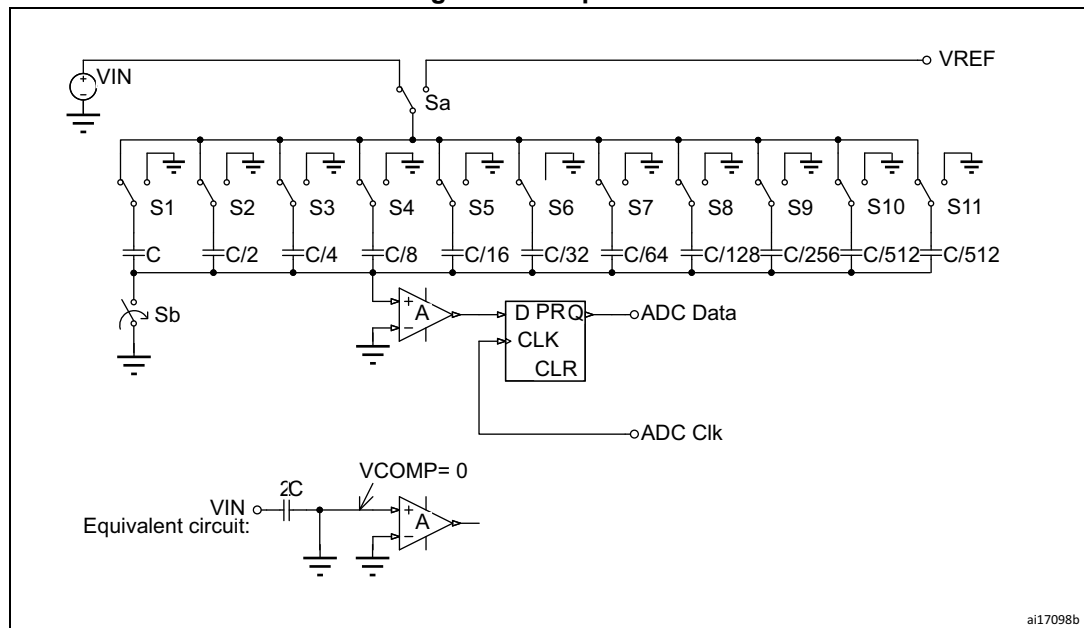 VREF
VIN
Sa
S1 S2 S3 S4 S5 S6 S7 S8 S9 S10 S11
C C/2 C/4 C/8 C/16 C/32 C/64 C/128 C/256 C/512 C/512
Sb
+
A
−
D PR Q
ADC Data
CLK
CLR
ADC Clk
VCOMP= 0
2C
VIN
+
A
−
Equivalent circuit:
ai17098b